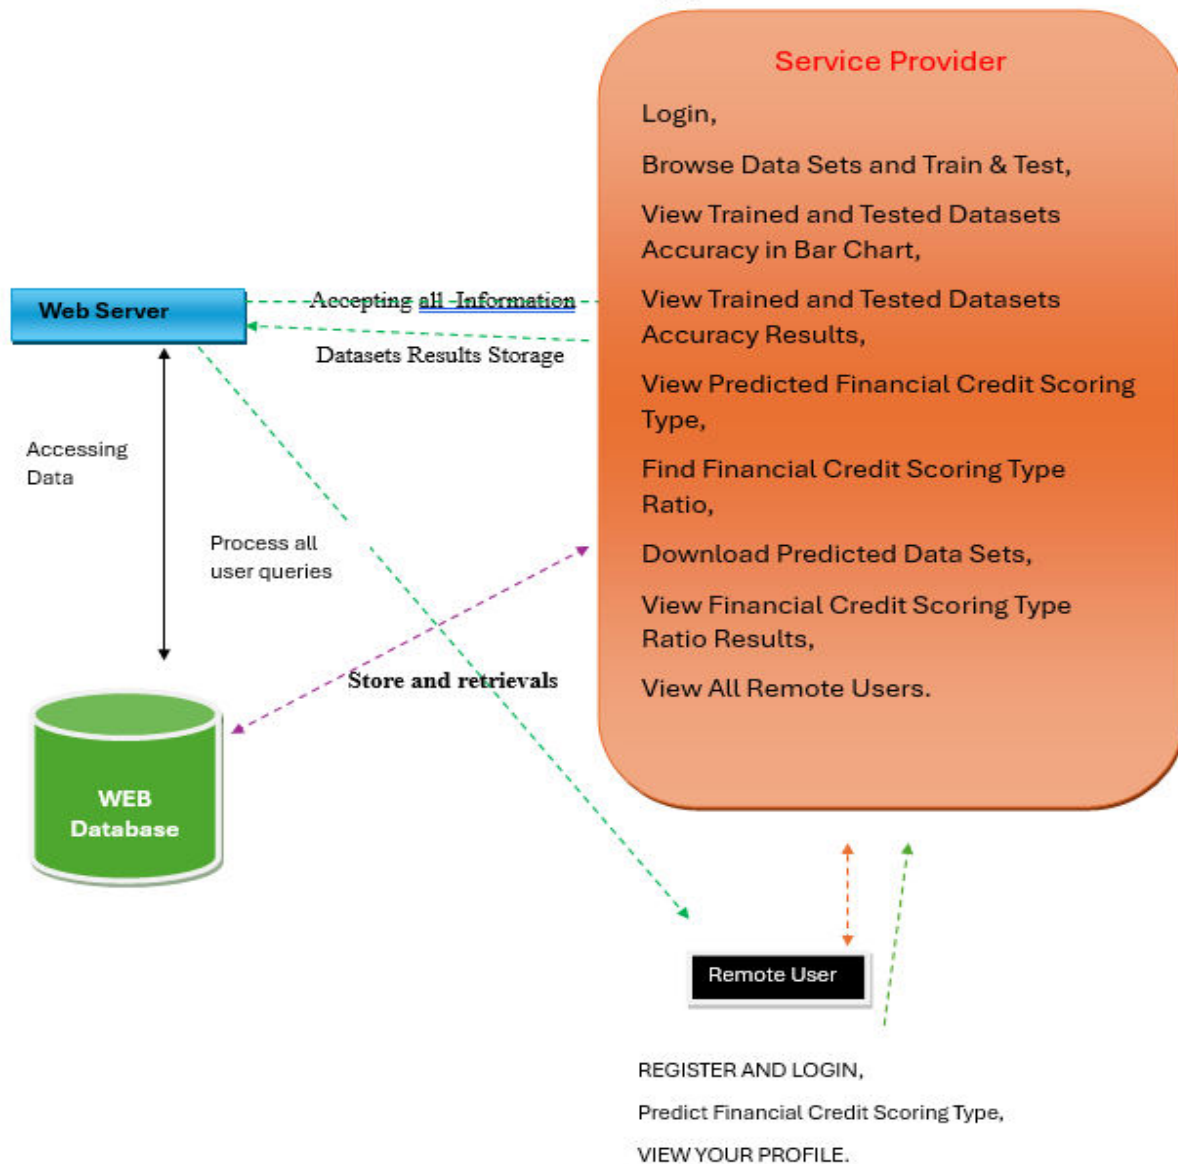 Service Provider
Login,
Browse Data Sets and Train & Test,
View Trained and Tested Datasets
Accuracy in Bar Chart,
View Trained and Tested Datasets
Accuracy Results,
View Predicted Financial Credit Scoring
Type,
Find Financial Credit Scoring Type
Ratio,
Download Predicted Data Sets,
View Financial Credit Scoring Type
Ratio Results,
View All Remote Users.
Web Server
Accepting all Information
Datasets Results Storage
Accessing
Data
Process all
user queries
Store and retrievals
WEB
Database
Remote User
REGISTER AND LOGIN,
Predict Financial Credit Scoring Type,
VIEW YOUR PROFILE.